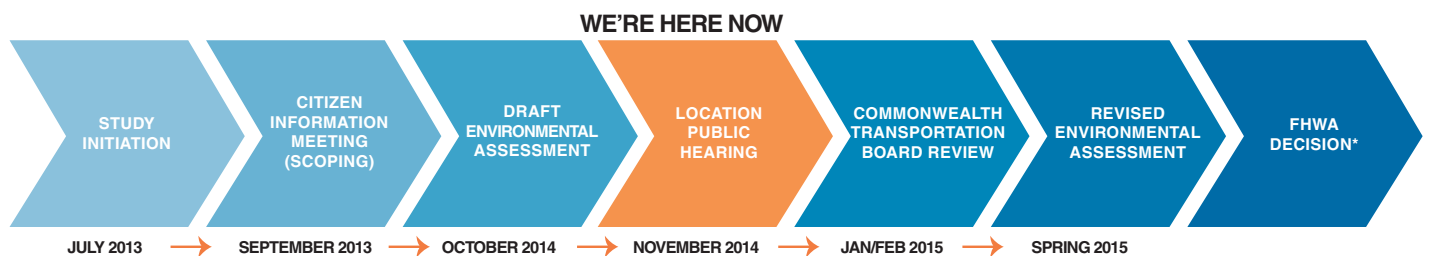 WE'RE HERE NOW
STUDY
INITIATION
CITIZEN
INFORMATION
MEETING
(SCOPING)
DRAFT
ENVIRONMENTAL
ASSESSMENT
LOCATION
PUBLIC
HEARING
COMMONWEALTH
TRANSPORTATION
BOARD REVIEW
REVISED
ENVIRONMENTAL
ASSESSMENT
FHWA
DECISION*
JULY 2013
SEPTEMBER 2013
OCTOBER 2014
NOVEMBER 2014
JAN/FEB 2015
SPRING 2015